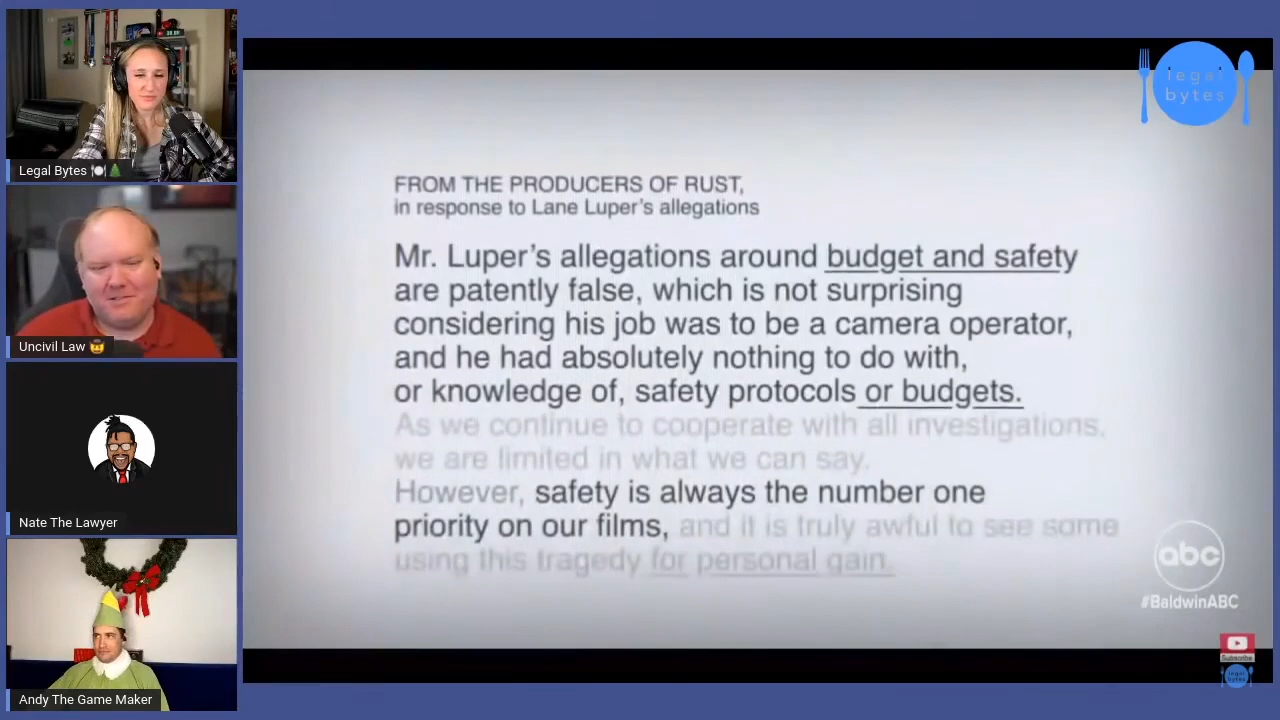 Legal Bytes 🍽️🎄
Uncivil Law 🤠
Nate The Lawyer
Andy The Game Maker
legal
bytes
FROM THE PRODUCERS OF RUST,
in response to Lane Luper's allegations
Mr. Luper's allegations around budget and safety
are patently false, which is not surprising
considering his job was to be a camera operator,
and he had absolutely nothing to do with,
or knowledge of, safety protocols or budgets.
As we continue to cooperate with all investigations,
we are limited in what we can say.
However, safety is always the number one
priority on our films, and it is truly awful to see some
using this tragedy for personal gain.
abc
#BaldwinABC
Subscribe
legal
bytes